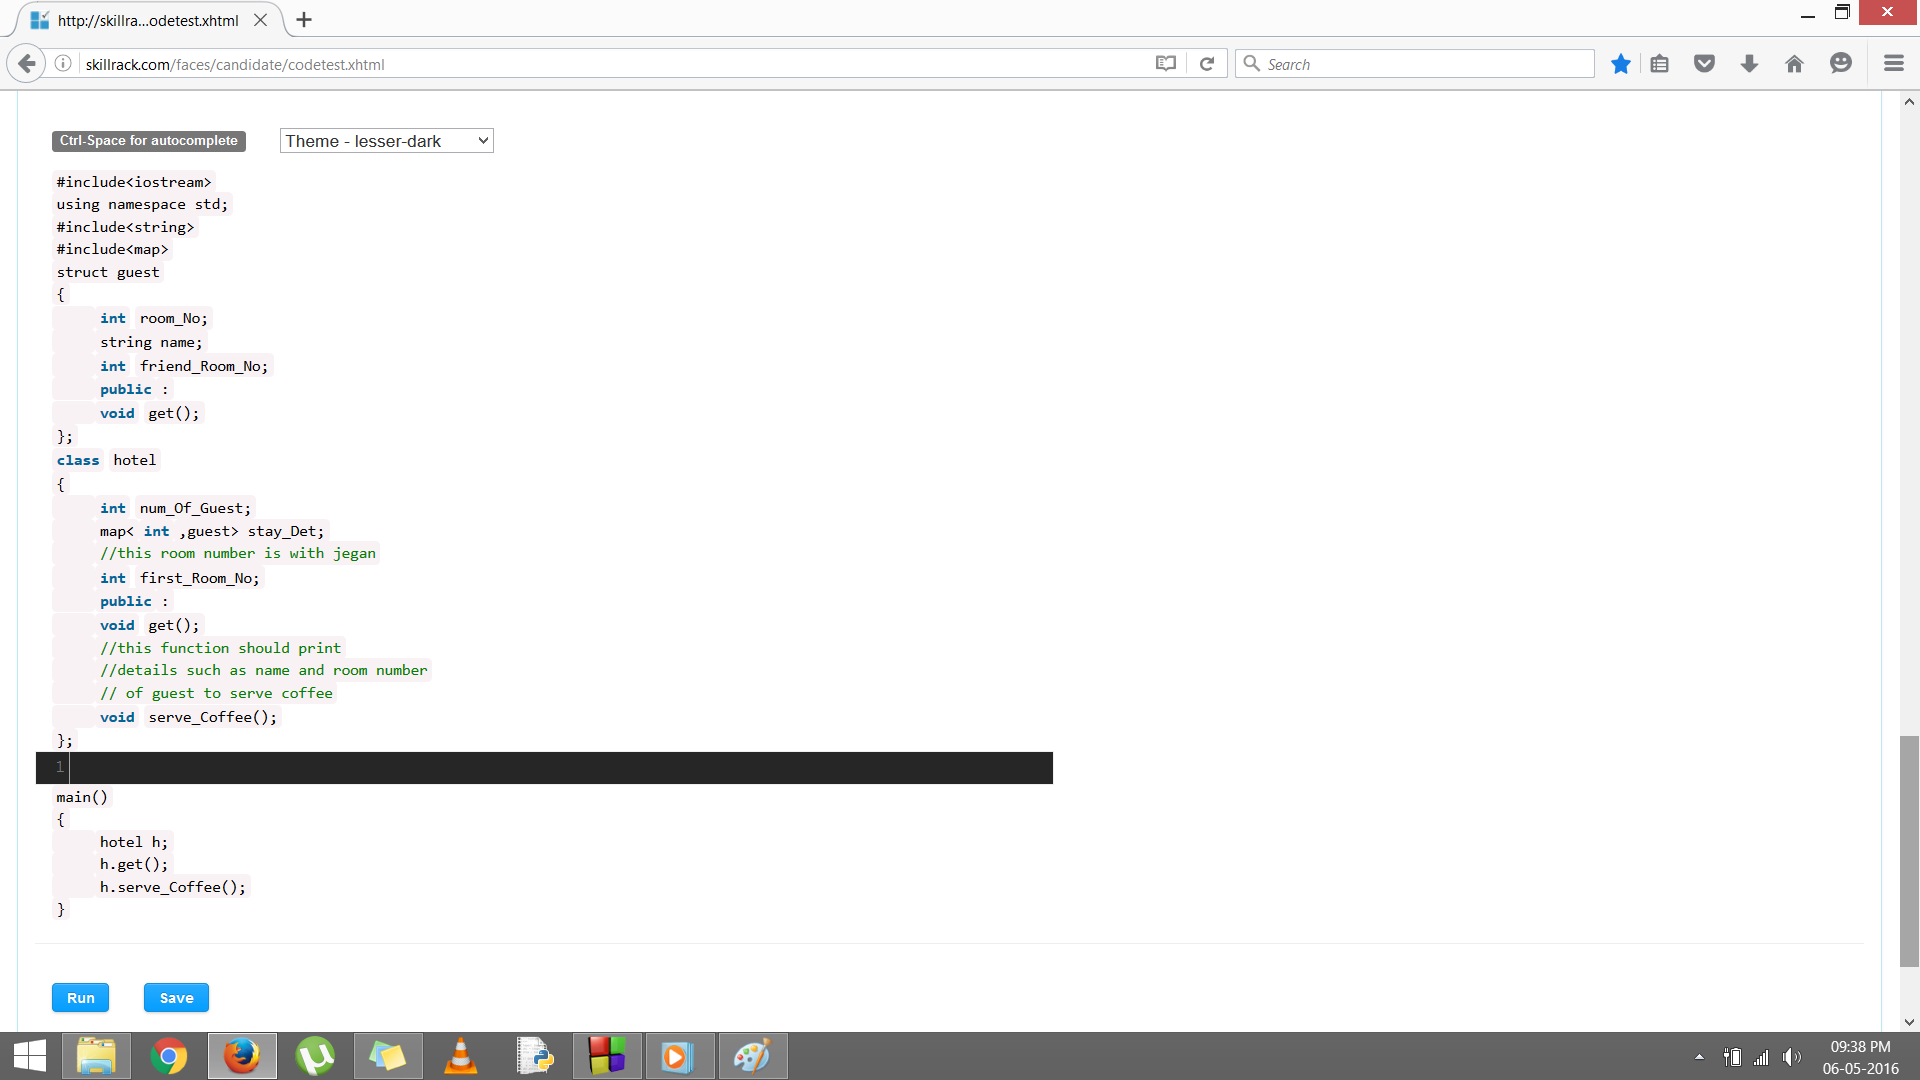 http://skillra...odetest.xhtml
skillrack.com/faces/candidate/codetest.xhtml
Search
Ctrl-Space for autocomplete
Theme - lesser-dark
#include<iostream>
using namespace std;
#include<string>
#include<map>
struct guest
{
int room_No;
string name;
int friend_Room_No;
public :
void get();
};
class hotel
{
int num_Of_Guest;
map< int ,guest> stay_Det;
//this room number is with jegan
int first_Room_No;
public :
void get();
//this function should print
//details such as name and room number
// of guest to serve coffee
void serve_Coffee();
};
1
main()
{
hotel h;
h.get();
h.serve_Coffee();
}
Run Save
09:38 PM
06-05-2016